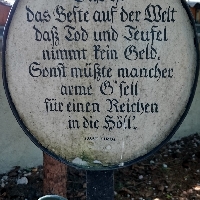 das Beste auf der Welt
daß Tod und Teufel
nimmt kein Geld.
Sonst müßte mancher
arme G'sell
für einen Reichen
in die Höll'.